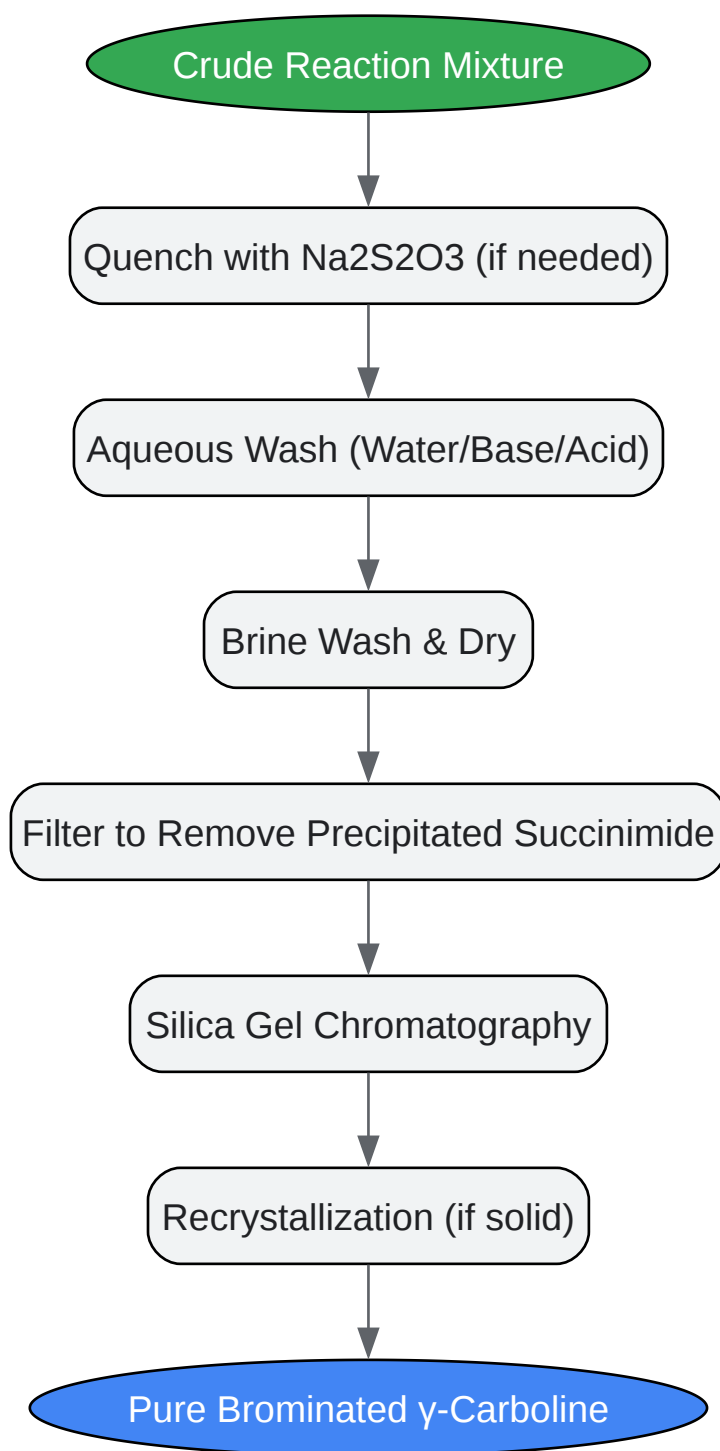 Crude Reaction Mixture
Quench with Na2S2O3 (if needed)
Aqueous Wash (Water/Base/Acid)
Brine Wash & Dry
Filter to Remove Precipitated Succinimide
Silica Gel Chromatography
Recrystallization (if solid)
Pure Brominated γ-Carboline